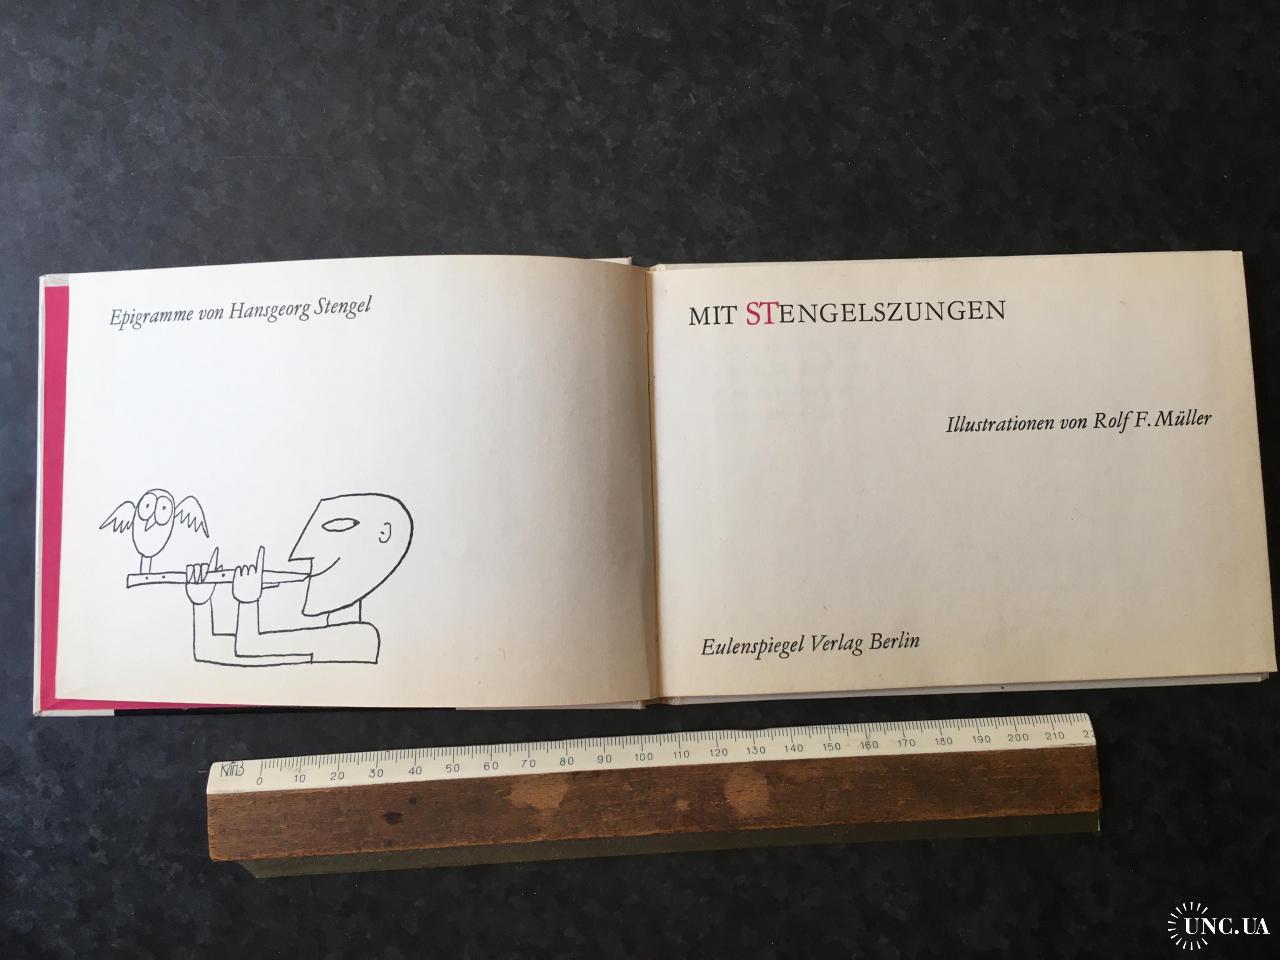 Epigramme von Hansgeorg Stengel
MIT STENGELSZUNGEN
Illustrationen von Rolf F. Müller
Eulenspiegel Verlag Berlin
0 10 20 30 40 50 60 70 80 90 100 110 120 130 140 150 160 170 180 190 200 210
UNC.UA